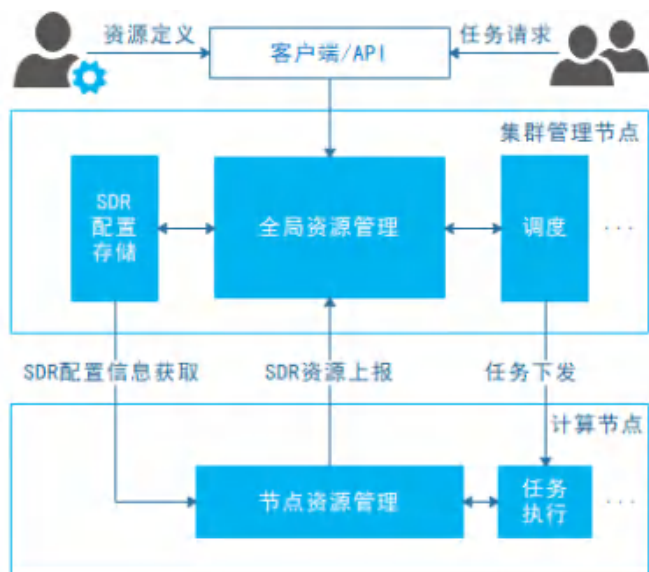 资源定义
客户端/API
任务请求
集群管理节点
SDR
配置
存储
全局资源管理
调度
···
SDR配置信息获取
SDR资源上报
任务下发
计算节点
节点资源管理
任务
执行
···